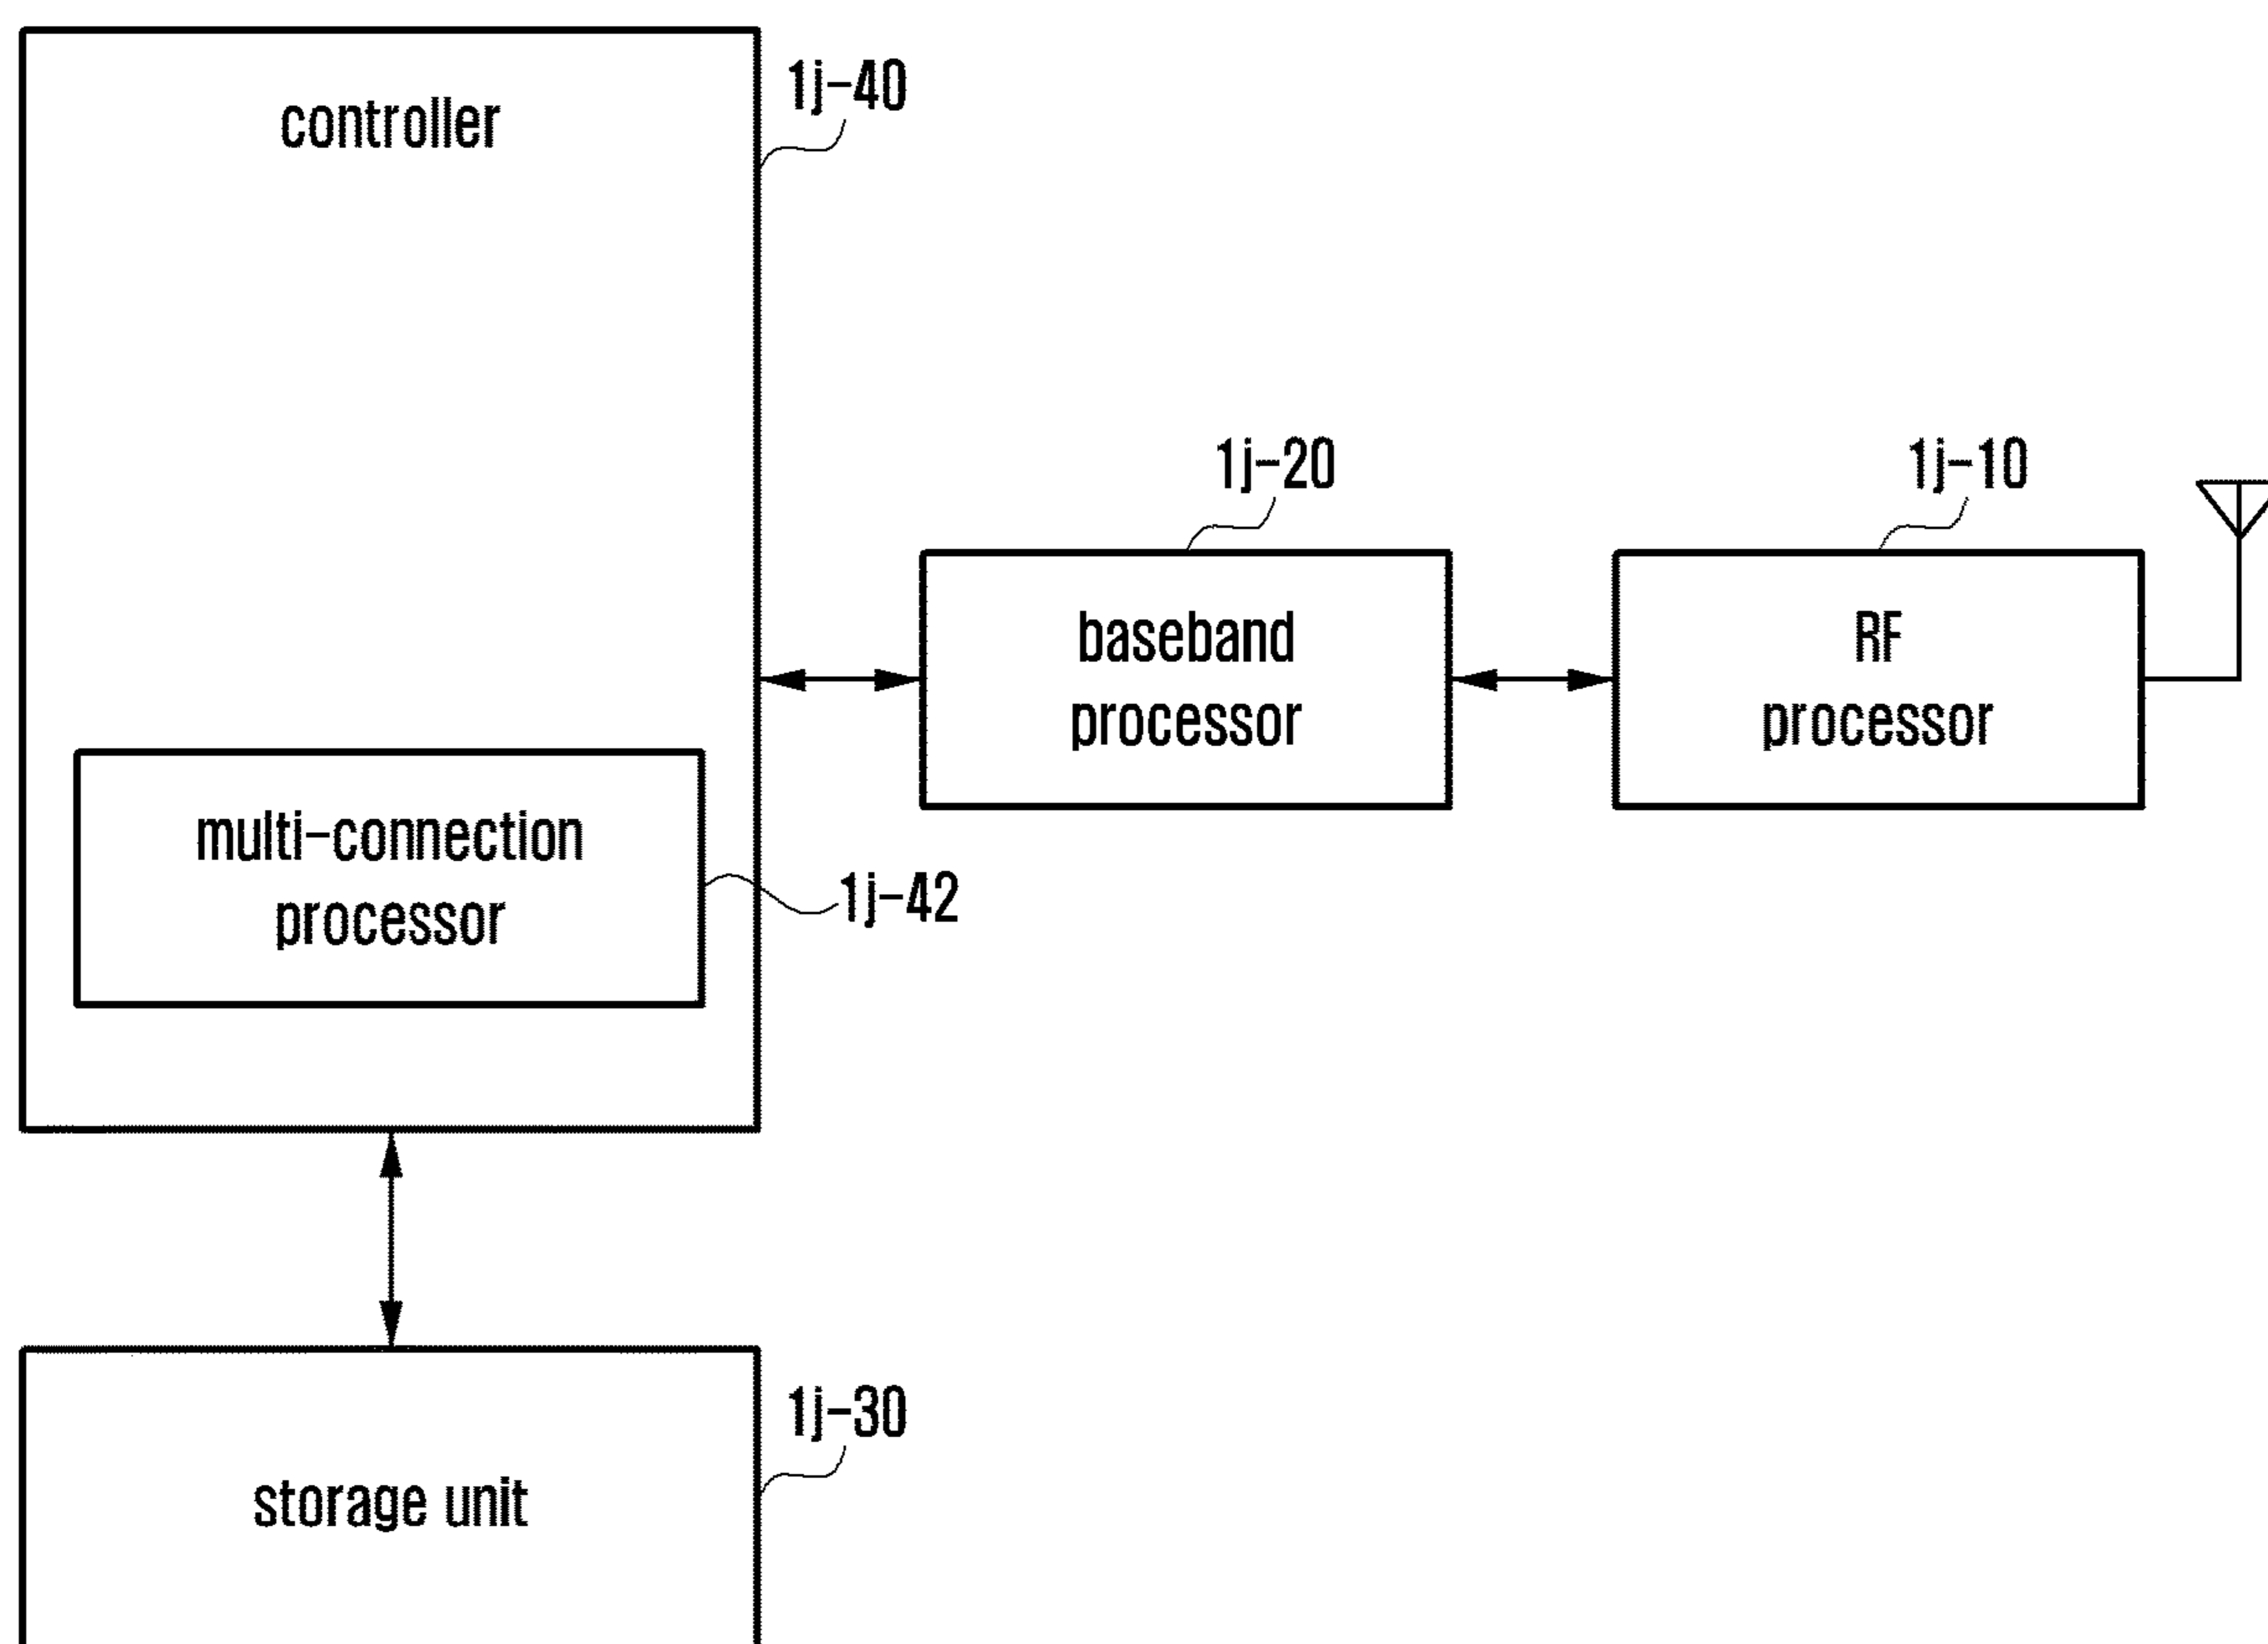 controller
1j-40
1j-20
1j-10
baseband
processor
RF
processor
multi-connection
processor
1j-42
1j-30
storage unit